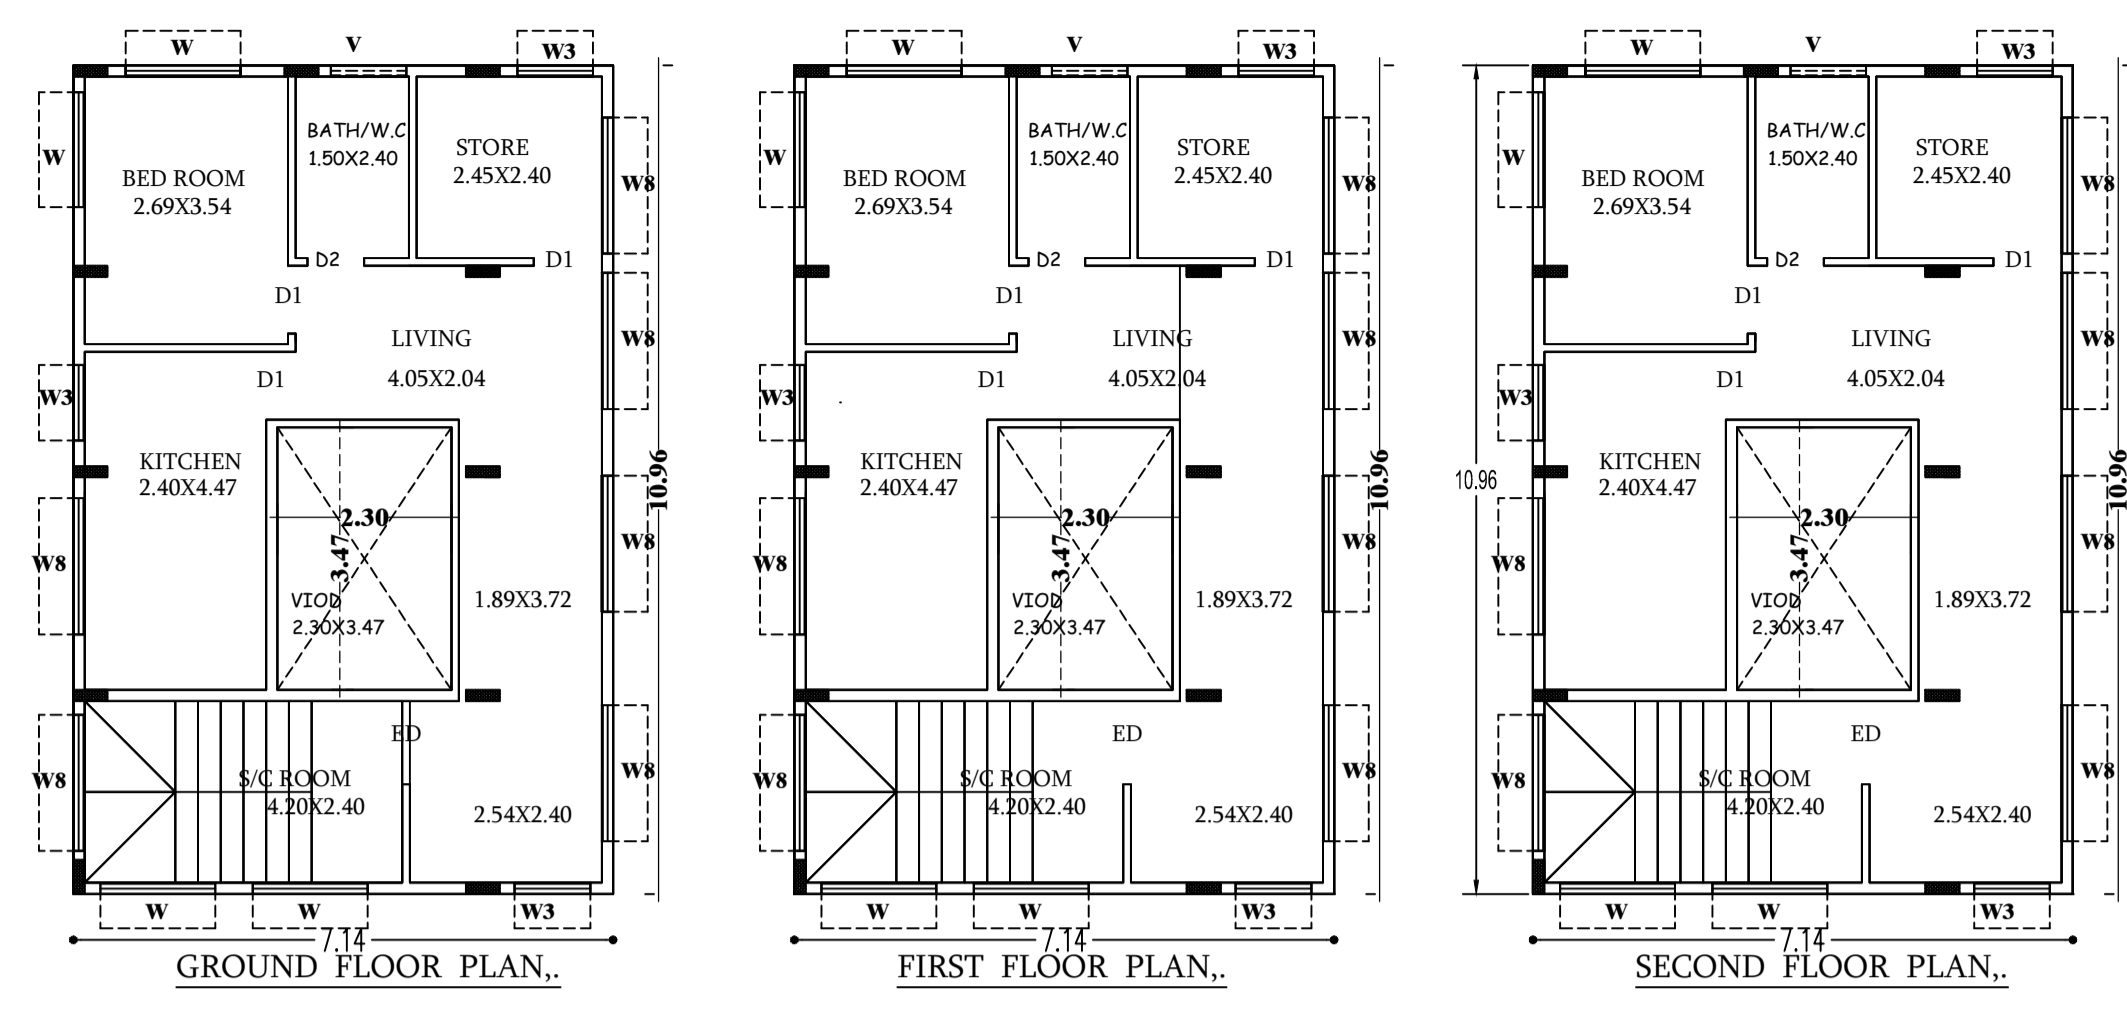 W
V
W3
W
BATH/W.C
1.50X2.40
STORE
2.45X2.40
BED ROOM
2.69X3.54
W8
D2
D1
D1
LIVING
4.05X2.04
W8
D1
W3
KITCHEN
2.40X4.47
10.96
2.30
3.47
W8
W8
VIOD
2.30X3.47
1.89X3.72
ED
S/C ROOM
4.20X2.40
W8
W8
2.54X2.40
W
W
W3
7.14
GROUND FLOOR PLAN,.
W
V
W3
W
BATH/W.C
1.50X2.40
STORE
2.45X2.40
BED ROOM
2.69X3.54
W8
D2
D1
D1
LIVING
4.05X2.04
W8
D1
W3
KITCHEN
2.40X4.47
10.96
2.30
3.47
W8
W8
VIOD
2.30X3.47
1.89X3.72
ED
S/C ROOM
4.20X2.40
W8
W8
2.54X2.40
W
W
W3
7.14
FIRST FLOOR PLAN,.
W
V
W3
W
BATH/W.C
1.50X2.40
STORE
2.45X2.40
BED ROOM
2.69X3.54
W8
D2
D1
D1
LIVING
4.05X2.04
W8
D1
W3
KITCHEN
2.40X4.47
10.96
10.96
2.30
3.47
W8
W8
VIOD
2.30X3.47
1.89X3.72
ED
S/C ROOM
4.20X2.40
W8
W8
2.54X2.40
W
W
W3
7.14
SECOND FLOOR PLAN,.